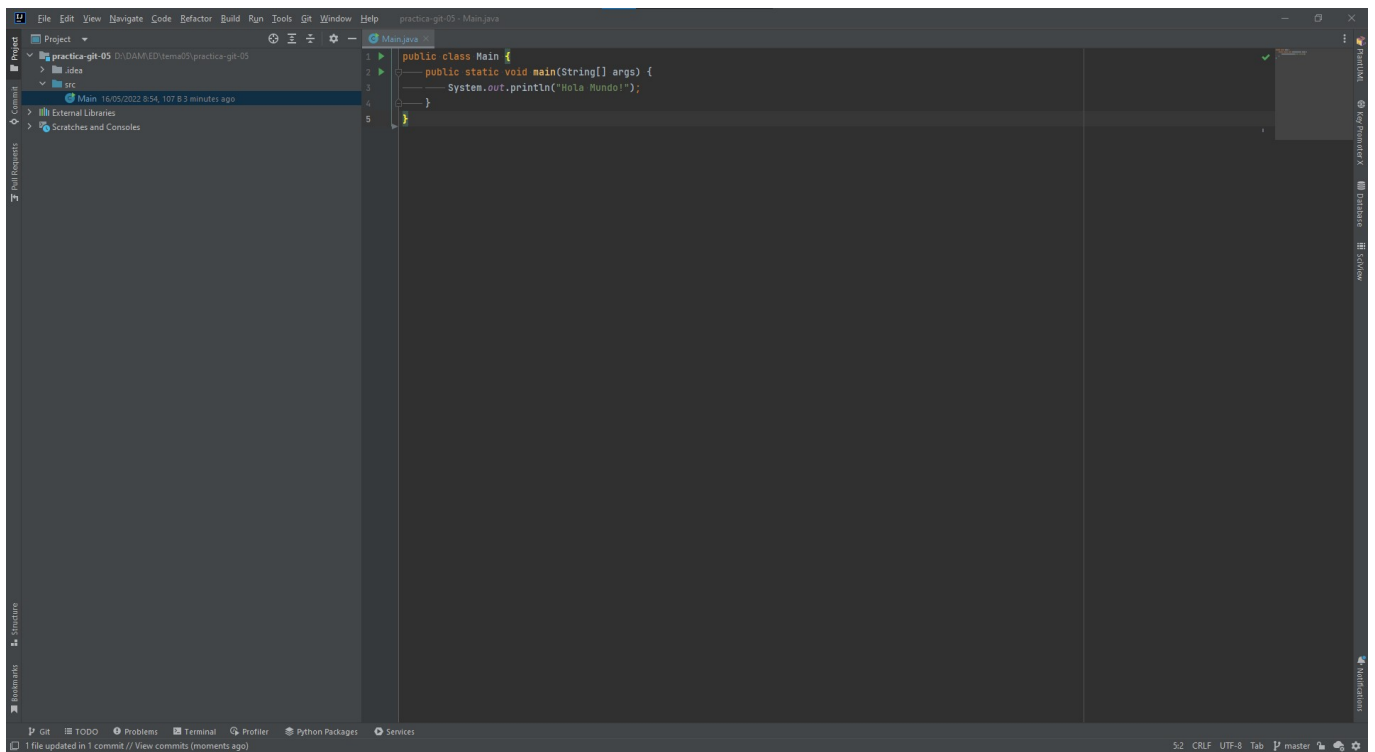 File Edit View Navigate Code Refactor Build Run Tools Git Window Help practica-git-05 - Main.java
Project
Main.java
practica-git-05 D:\DAM\ED\tema05\practica-git-05
.idea
src
Main 16/05/2022 8:54, 107 B 3 minutes ago
External Libraries
Scratches and Consoles
1 public class Main {
2 public static void main(String[] args) {
3 System.out.println("Hola Mundo!");
4 }
5 }
Project
Commit
Pull Requests
Structure
Bookmarks
PlantUML
Key Promoter X
Database
SciView
Notifications
Git TODO Problems Terminal Profiler Python Packages Services
1 file updated in 1 commit // View commits (moments ago)
5:2 CRLF UTF-8 Tab master